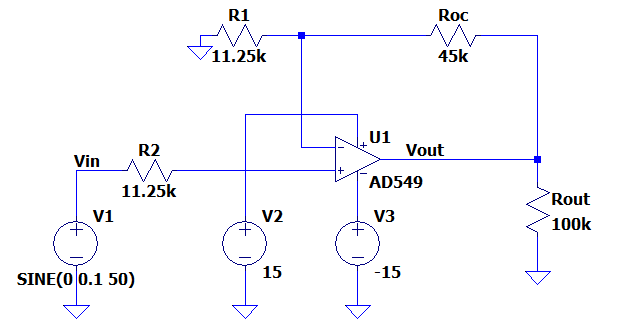 R1
Roc
11.25k
45k
R2
U1
Vin
Vout
11.25k
AD549
Rout
V1
V2
V3
100k
SINE(0 0.1 50)
15
-15